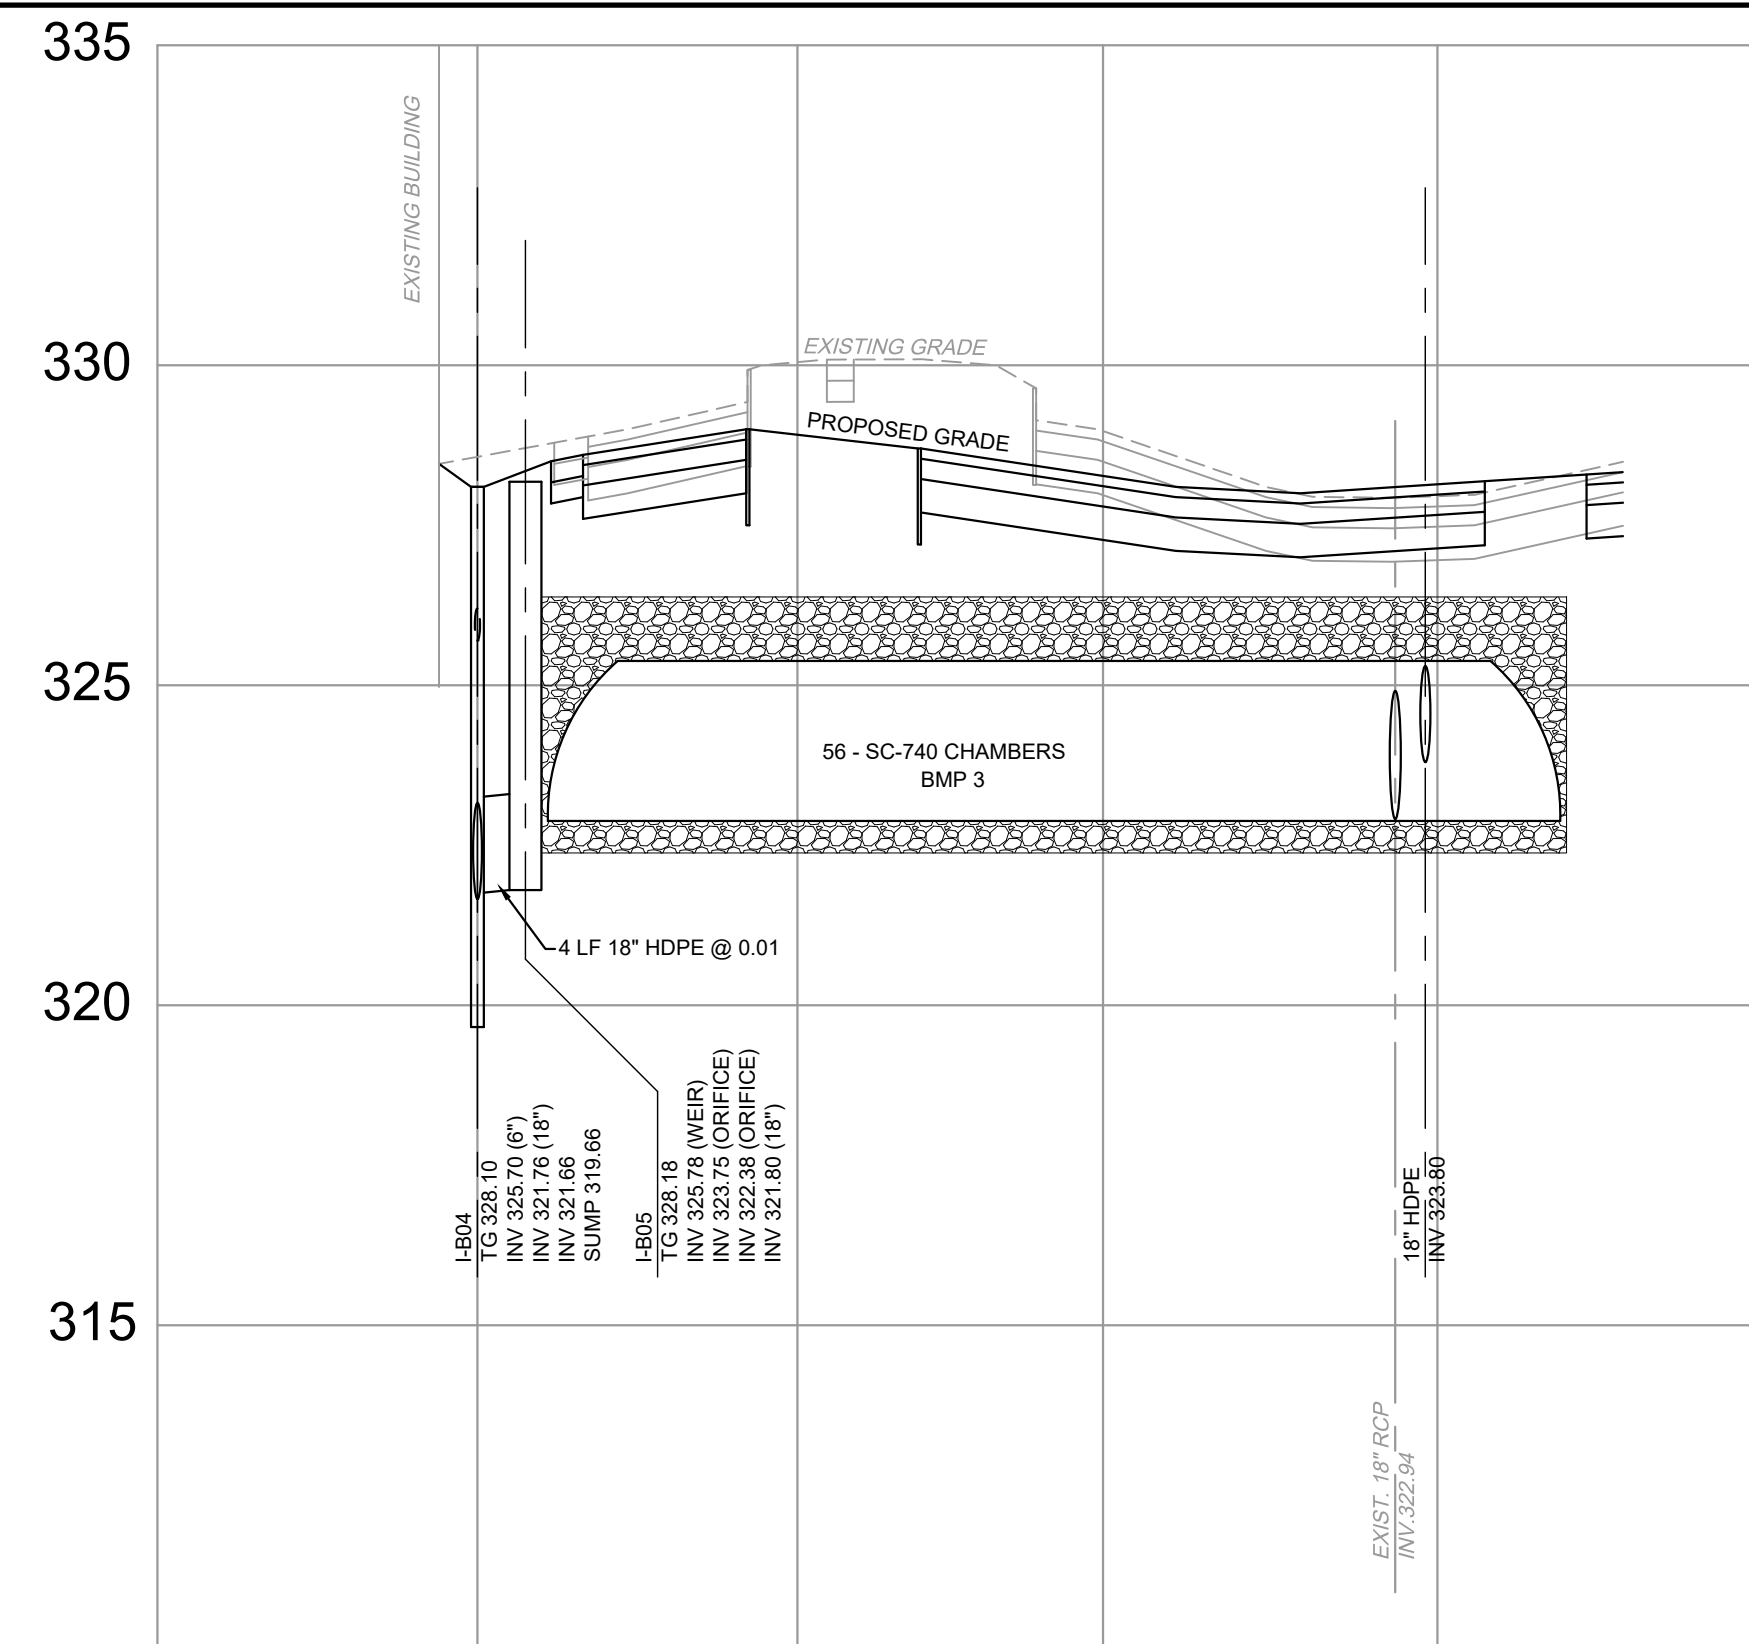 335
EXISTING BUILDING
330
EXISTING GRADE
PROPOSED GRADE
325
56 - SC-740 CHAMBERS
BMP 3
4 LF 18" HDPE @ 0.01
320
I-B04
TG 328.10
INV 325.70 (6")
INV 321.76 (18")
INV 321.66
SUMP 319.66
I-B05
TG 328.18
INV 325.78 (WEIR)
INV 323.75 (ORIFICE)
INV 322.38 (ORIFICE)
INV 321.80 (18")
18" HDPE
INV 323.80
315
EXIST. 18" RCP
INV.322.94